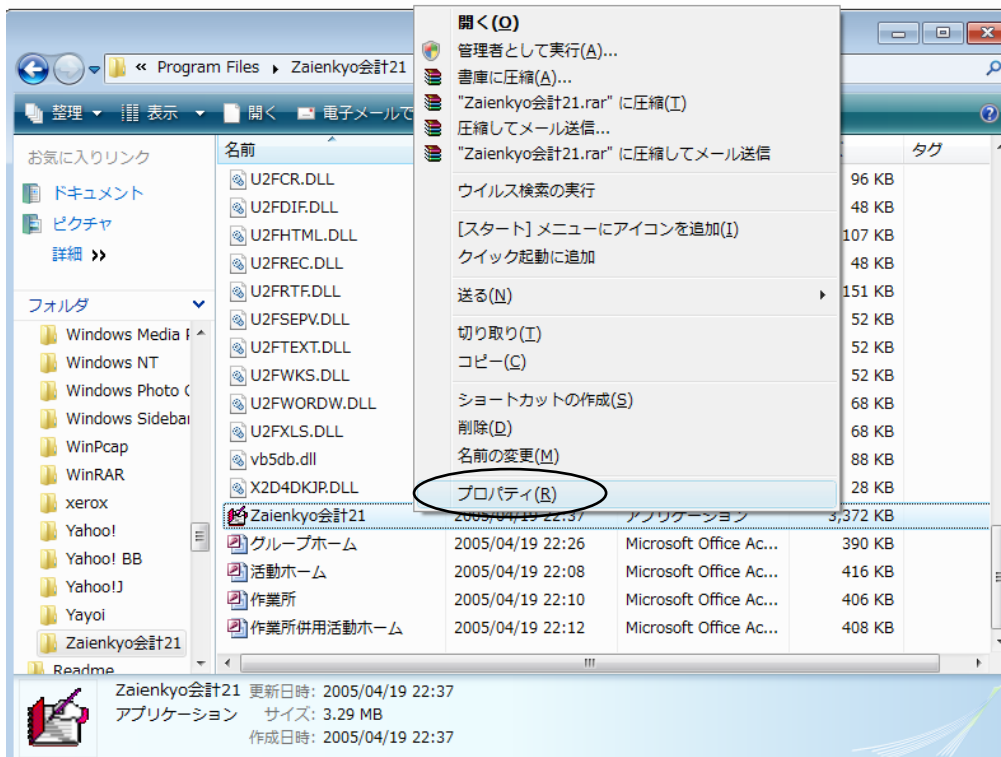 « Program Files ▸ Zaienkyo会計21
整理 表示 開く 電子メールで
お気に入りリンク
ドキュメント
ピクチャ
詳細 »
フォルダ
Windows Media
Windows NT
Windows Photo
Windows Sidebar
WinPcap
WinRAR
xerox
Yahoo!
Yahoo! BB
Yahoo!J
Yayoi
Zaienkyo会計21
Readme
名前 タグ
U2FCR.DLL 96 KB
U2FDIF.DLL 48 KB
U2FHTML.DLL 107 KB
U2FREC.DLL 48 KB
U2FRTF.DLL 151 KB
U2FSEPV.DLL 52 KB
U2FTEXT.DLL 52 KB
U2FWKS.DLL 52 KB
U2FWORDW.DLL 68 KB
U2FXLS.DLL 68 KB
vb5db.dll 88 KB
X2D4DKJP.DLL 28 KB
Zaienkyo会計21 2005/04/19 22:37 アプリケーション 3,372 KB
グループホーム 2005/04/19 22:26 Microsoft Office Ac... 390 KB
活動ホーム 2005/04/19 22:08 Microsoft Office Ac... 416 KB
作業所 2005/04/19 22:10 Microsoft Office Ac... 406 KB
作業所併用活動ホーム 2005/04/19 22:12 Microsoft Office Ac... 408 KB
開く(O)
管理者として実行(A)...
書庫に圧縮(A)...
"Zaienkyo会計21.rar" に圧縮(T)
圧縮してメール送信...
"Zaienkyo会計21.rar" に圧縮してメール送信
ウイルス検索の実行
[スタート] メニューにアイコンを追加(I)
クイック起動に追加
送る(N)
切り取り(T)
コピー(C)
ショートカットの作成(S)
削除(D)
名前の変更(M)
プロパティ(R)
Zaienkyo会計21 更新日時: 2005/04/19 22:37
アプリケーション サイズ: 3.29 MB
作成日時: 2005/04/19 22:37